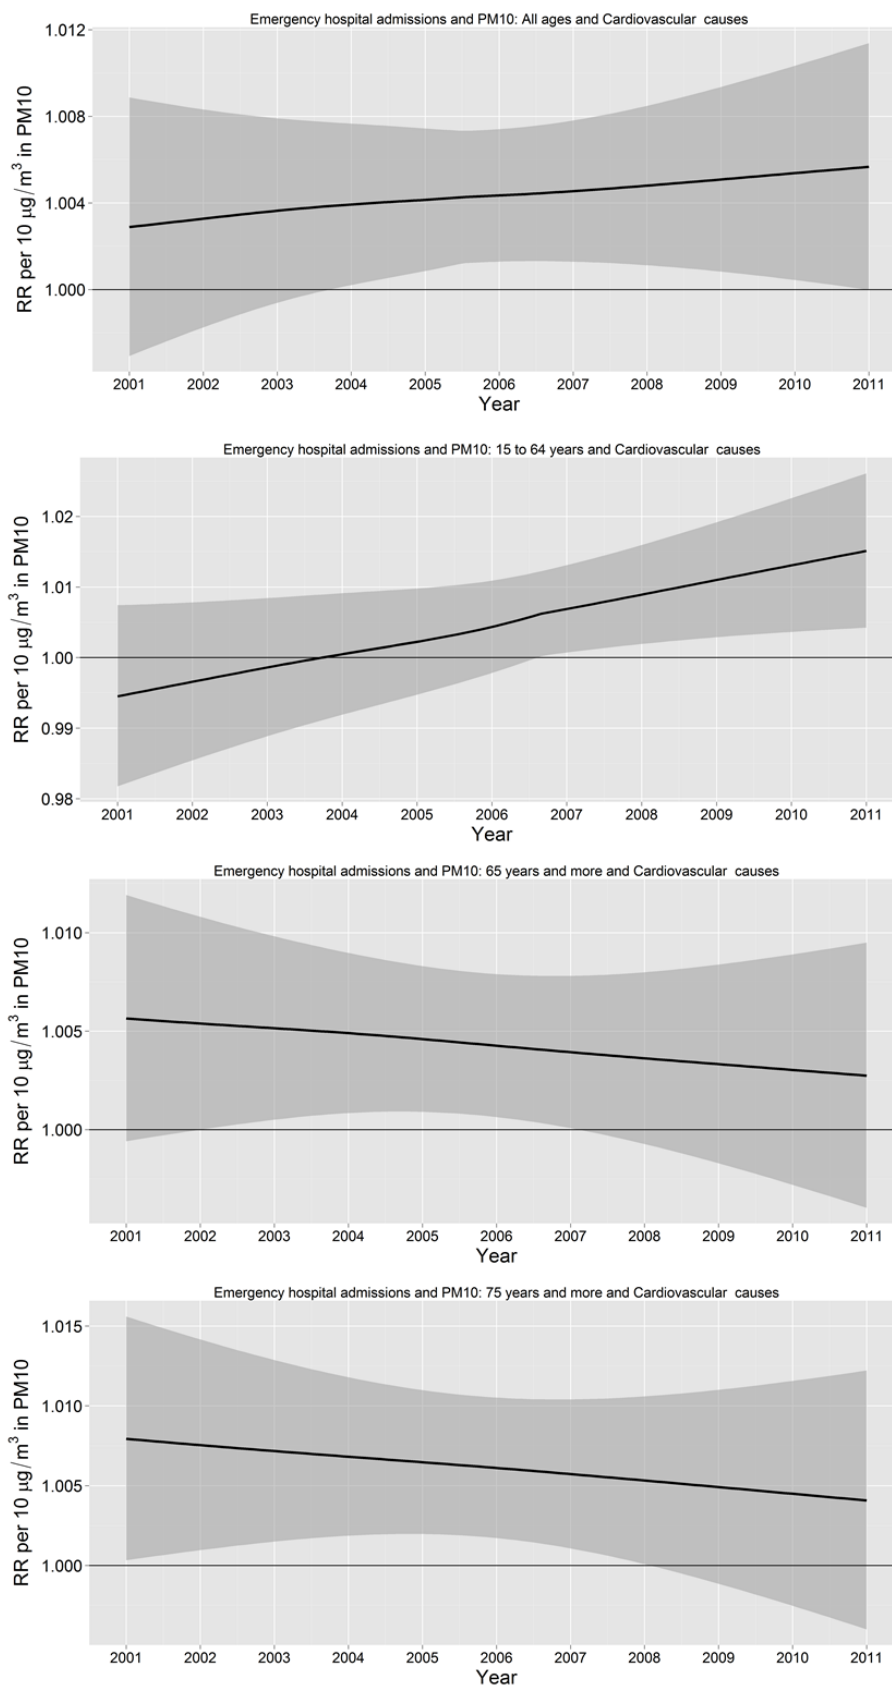 Emergency hospital admissions and PM10: All ages and Cardiovascular causes
RR per 10 μg/m³ in PM10
1.012
1.008
1.004
1.000
2001 2002 2003 2004 2005 2006 2007 2008 2009 2010 2011
Year
Emergency hospital admissions and PM10: 15 to 64 years and Cardiovascular causes
RR per 10 μg/m³ in PM10
1.02
1.01
1.00
0.99
0.98
2001 2002 2003 2004 2005 2006 2007 2008 2009 2010 2011
Year
Emergency hospital admissions and PM10: 65 years and more and Cardiovascular causes
RR per 10 μg/m³ in PM10
1.010
1.005
1.000
2001 2002 2003 2004 2005 2006 2007 2008 2009 2010 2011
Year
Emergency hospital admissions and PM10: 75 years and more and Cardiovascular causes
RR per 10 μg/m³ in PM10
1.015
1.010
1.005
1.000
2001 2002 2003 2004 2005 2006 2007 2008 2009 2010 2011
Year